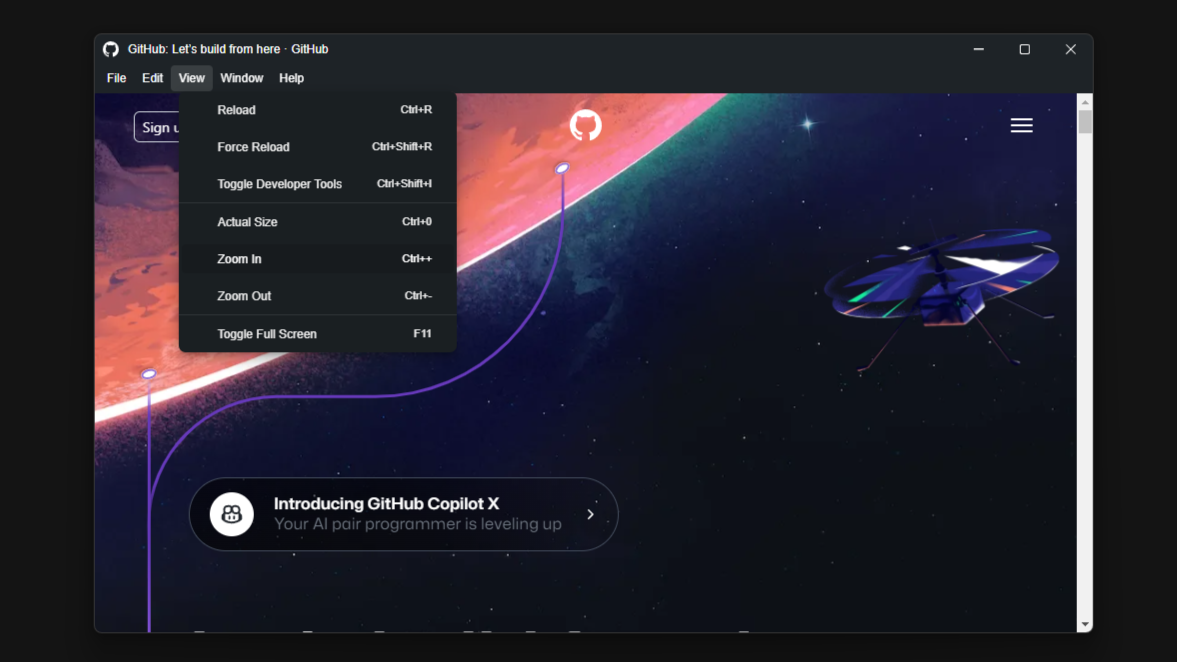 GitHub: Let's build from here · GitHub
File Edit View Window Help
Sign
Reload Ctrl+R
Force Reload Ctrl+Shift+R
Toggle Developer Tools Ctrl+Shift+I
Actual Size Ctrl+0
Zoom In Ctrl++
Zoom Out Ctrl+-
Toggle Full Screen F11
Introducing GitHub Copilot X
Your AI pair programmer is leveling up